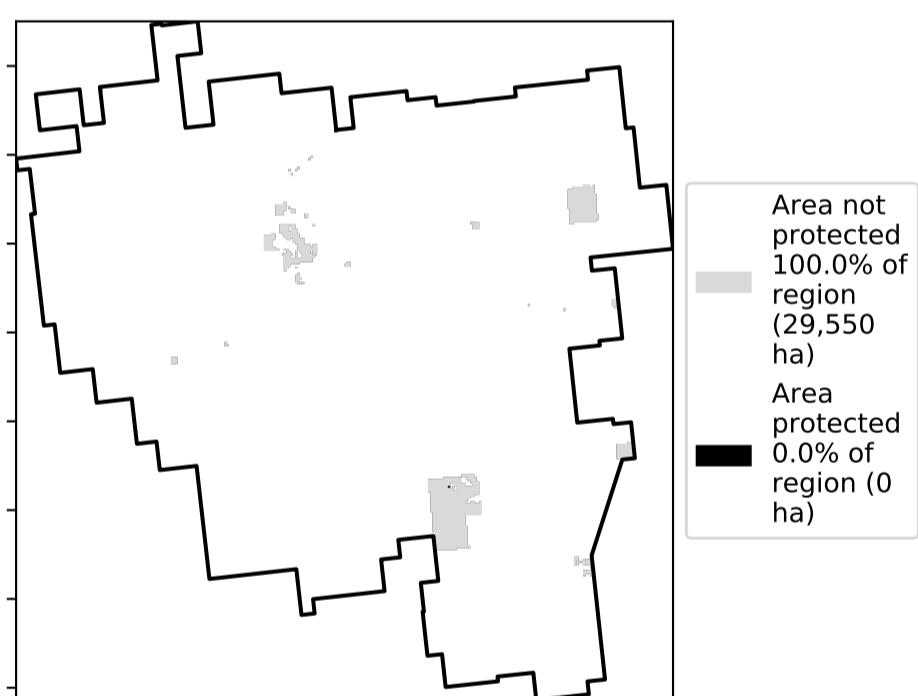 Area not
protected
100.0% of
region
(29,550
ha)
Area
protected
0.0% of
region (0
ha)